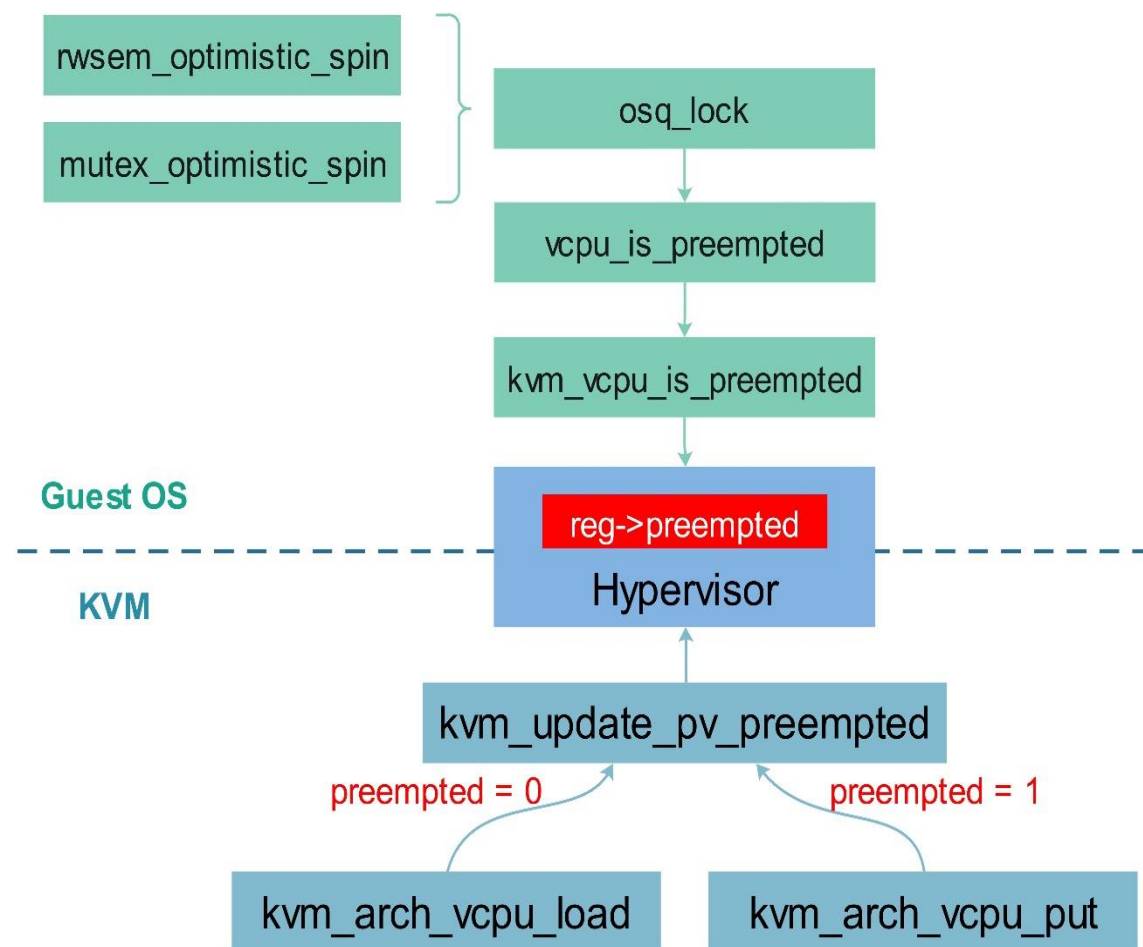 rwsem_optimistic_spin
mutex_optimistic_spin
osq_lock
vcpu_is_preempted
kvm_vcpu_is_preempted
Guest OS
reg->preempted
KVM
Hypervisor
kvm_update_pv_preempted
preempted = 0
preempted = 1
kvm_arch_vcpu_load
kvm_arch_vcpu_put